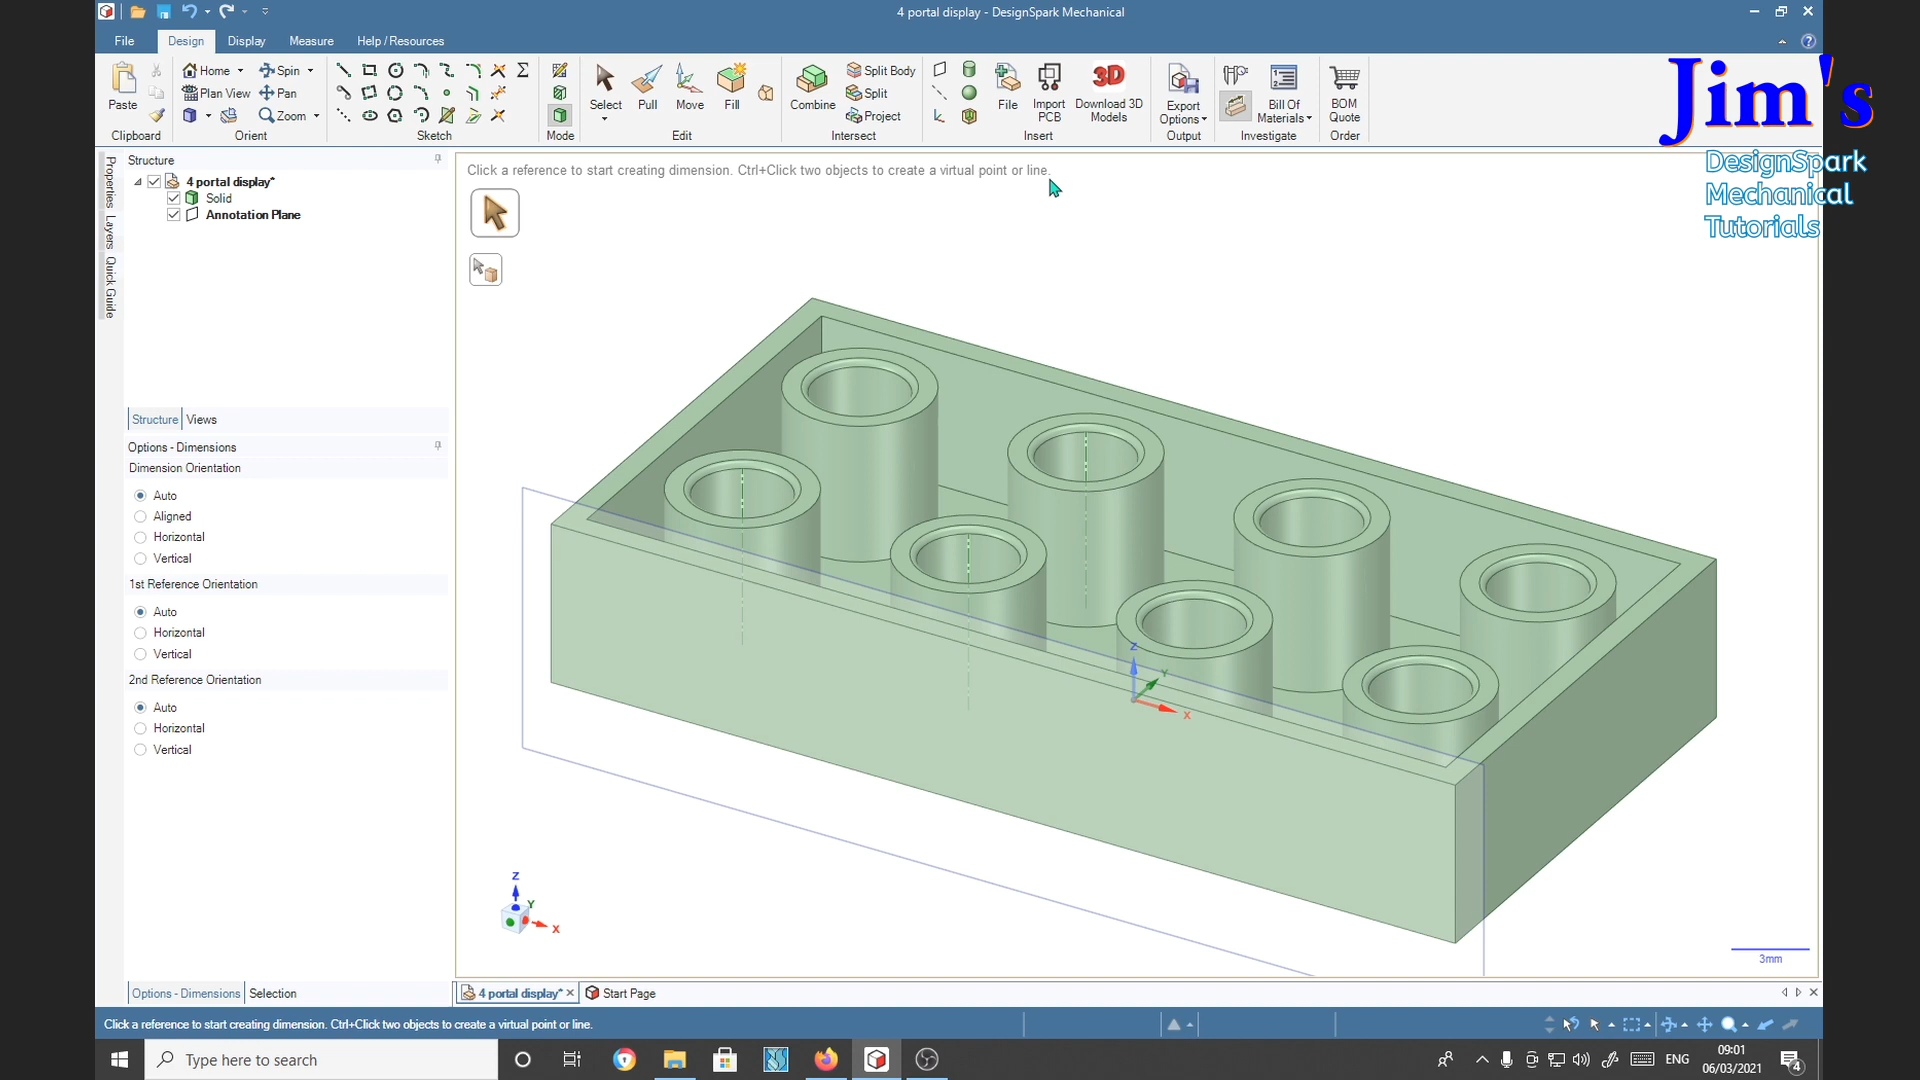 4 portal display - DesignSpark Mechanical
File Design Display Measure Help / Resources
Paste
Clipboard
Home Spin
Plan View Pan
Zoom
Orient
Sketch
Mode
Select Pull Move Fill
Edit
Combine
Split Body
Split
Project
Intersect
File Import PCB Download 3D Models
3D
Insert
Export Options
Output
Bill Of Materials
Investigate
BOM Quote
Order
Jim's
DesignSpark
Mechanical
Tutorials
Properties Layers Quick Guide
Structure
4 portal display*
Solid
Annotation Plane
Structure Views
Options - Dimensions
Dimension Orientation
Auto
Aligned
Horizontal
Vertical
1st Reference Orientation
Auto
Horizontal
Vertical
2nd Reference Orientation
Auto
Horizontal
Vertical
Options - Dimensions Selection
Click a reference to start creating dimension. Ctrl+Click two objects to create a virtual point or line.
Z
Y
X
Z
Y
X
3mm
4 portal display* Start Page
Click a reference to start creating dimension. Ctrl+Click two objects to create a virtual point or line.
Type here to search
ENG
09:01
06/03/2021
4